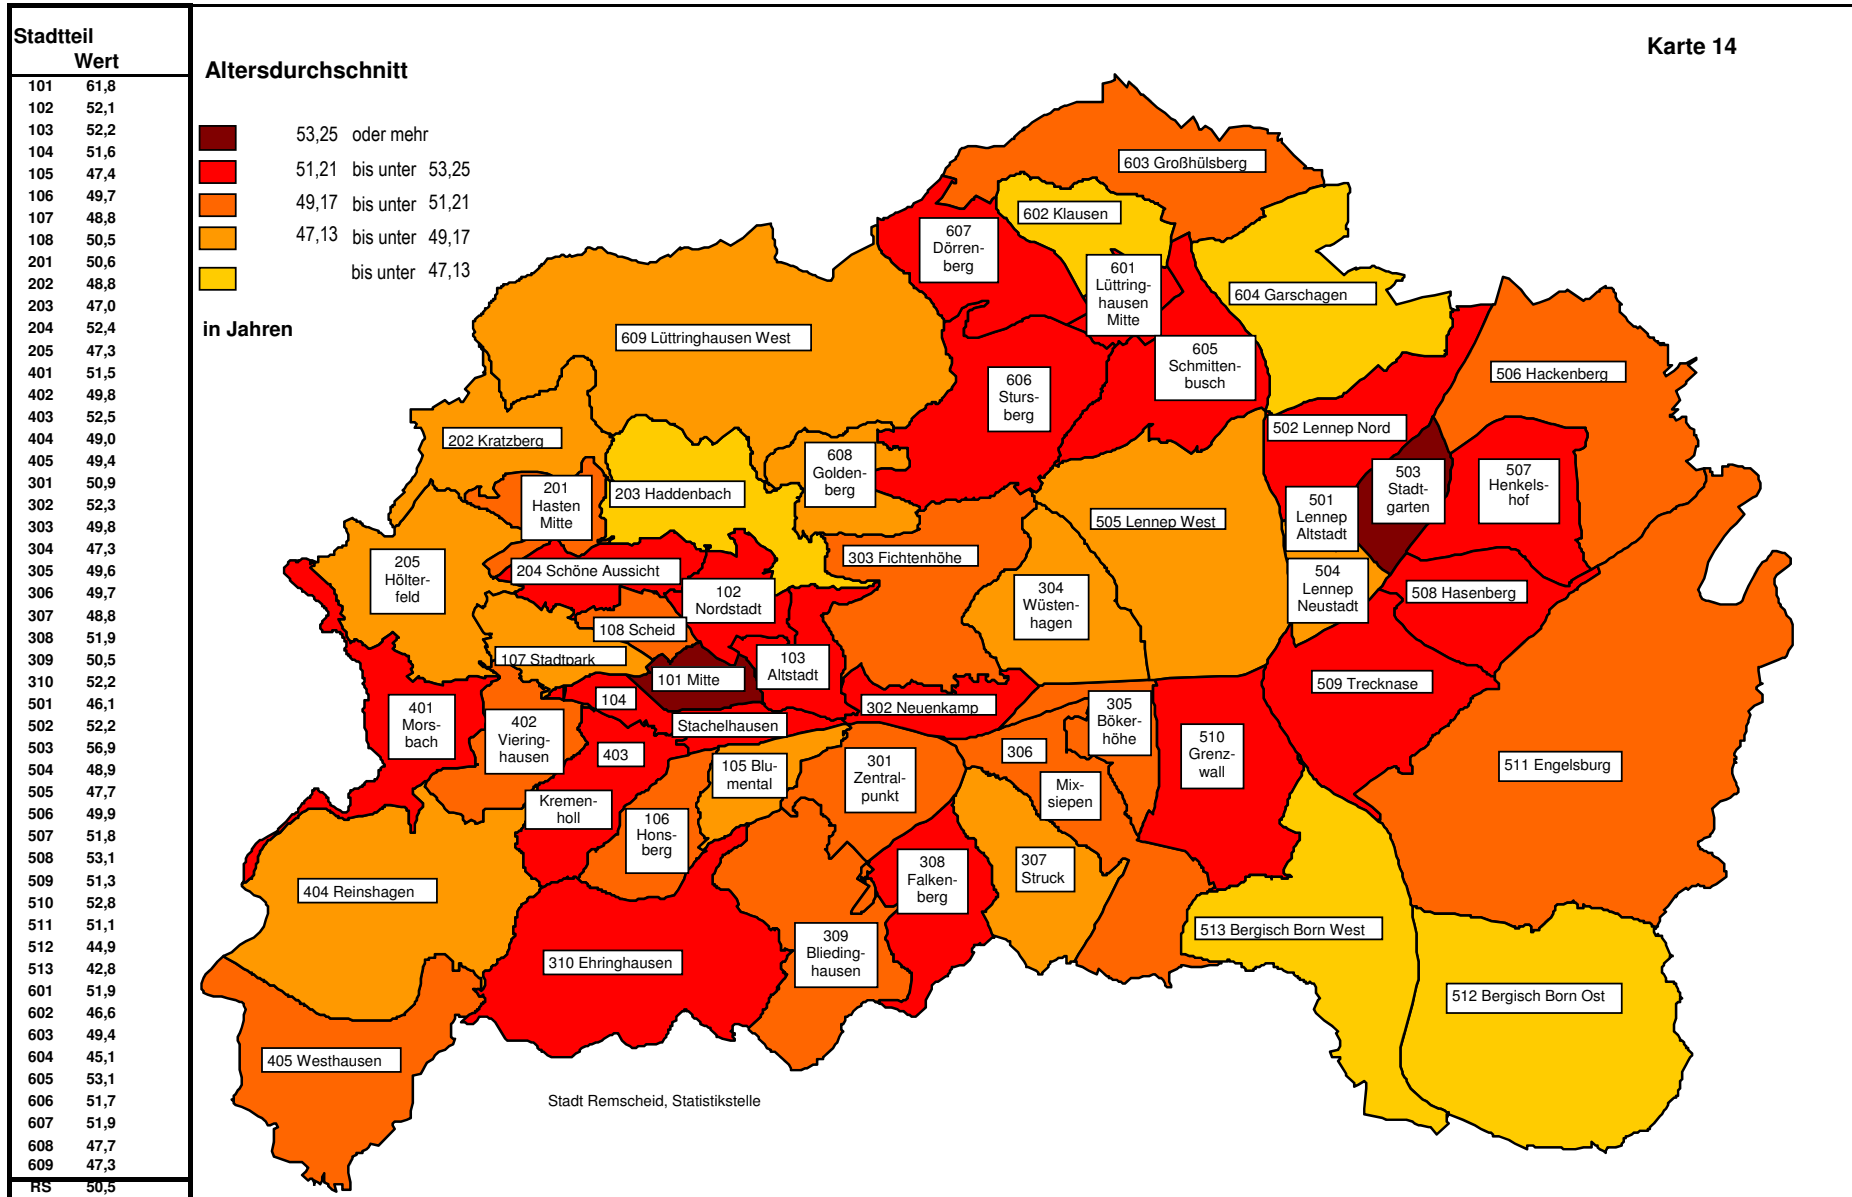 Stadtteil
Wert
101 61,8
102 52,1
103 52,2
104 51,6
105 47,4
106 49,7
107 48,8
108 50,5
201 50,6
202 48,8
203 47,0
204 52,4
205 47,3
401 51,5
402 49,8
403 52,5
404 49,0
405 49,4
301 50,9
302 52,3
303 49,8
304 47,3
305 49,6
306 49,7
307 48,8
308 51,9
309 50,5
310 52,2
501 46,1
502 52,2
503 56,9
504 48,9
505 47,7
506 49,9
507 51,8
508 53,1
509 51,3
510 52,8
511 51,1
512 44,9
513 42,8
601 51,9
602 46,6
603 49,4
604 45,1
605 53,1
606 51,7
607 51,9
608 47,7
609 47,3
RS 50,5
Altersdurchschnitt
53,25 oder mehr
51,21 bis unter 53,25
49,17 bis unter 51,21
47,13 bis unter 49,17
bis unter 47,13
in Jahren
Karte 14
603 Großhülsberg
602 Klausen
607
Dörren-
berg
601
Lüttring-
hausen
Mitte
604 Garschagen
609 Lüttringhausen West
605
Schmitten-
busch
606
Sturs-
berg
506 Hackenberg
502 Lennep Nord
202 Kratzberg
608
Golden-
berg
503
Stadt-
garten
507
Henkels-
hof
201
Hasten
Mitte
203 Haddenbach
501
Lennep
Altstadt
505 Lennep West
205
Hölter-
feld
204 Schöne Aussicht
303 Fichtenhöhe
304
Wüsten-
hagen
504
Lennep
Neustadt
508 Hasenberg
102
Nordstadt
108 Scheid
107 Stadtpark
101 Mitte
103
Altstadt
509 Trecknase
104
Stachelhausen
302 Neuenkamp
305
Böker-
höhe
401
Mors-
bach
402
Viering-
hausen
403
Kremen-
holl
105 Blu-
mental
301
Zentral-
punkt
306
Mix-
siepen
510
Grenz-
wall
511 Engelsburg
106
Hons-
berg
308
Falken-
berg
307
Struck
404 Reinshagen
309
Blieding-
hausen
513 Bergisch Born West
310 Ehringhausen
512 Bergisch Born Ost
405 Westhausen
Stadt Remscheid, Statistikstelle